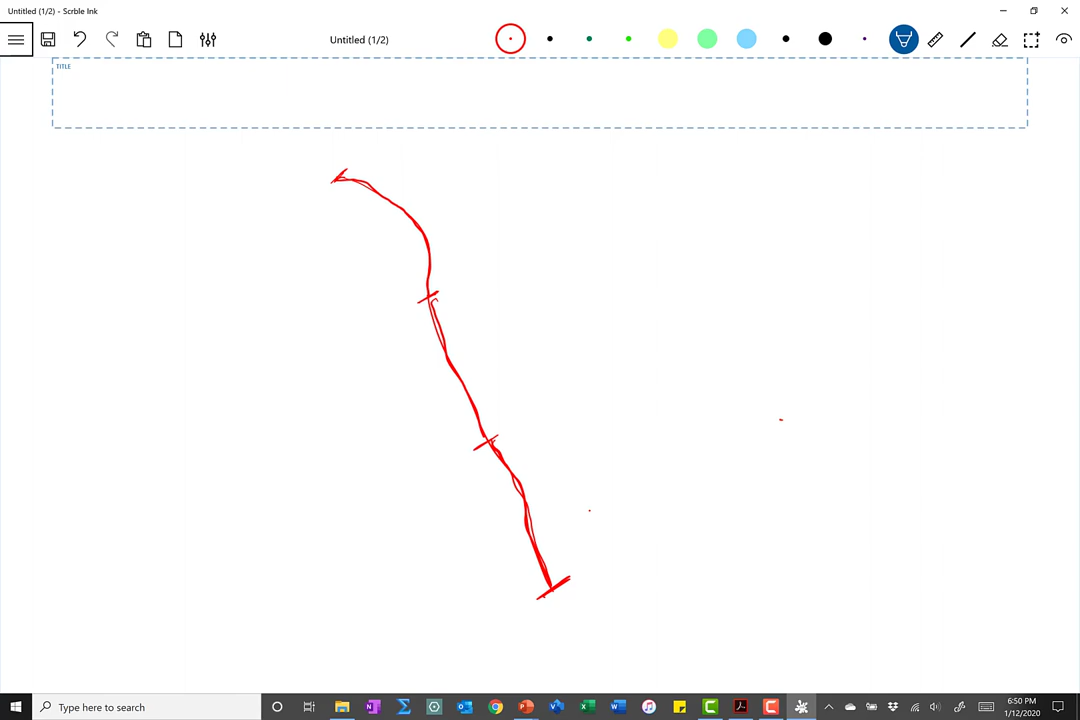 Untitled (1/2) - Scrble Ink
Untitled (1/2)
TITLE
Type here to search
6:50 PM
1/12/2020